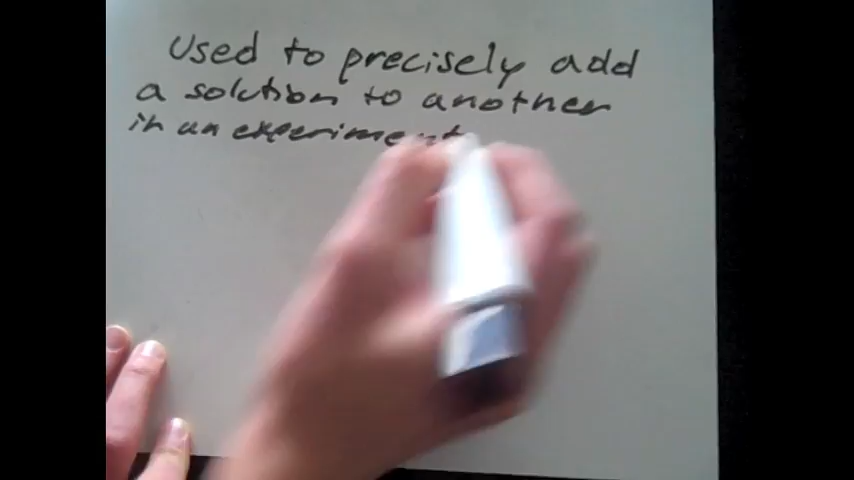 Used to precisely add
a solution to another
in an experiment